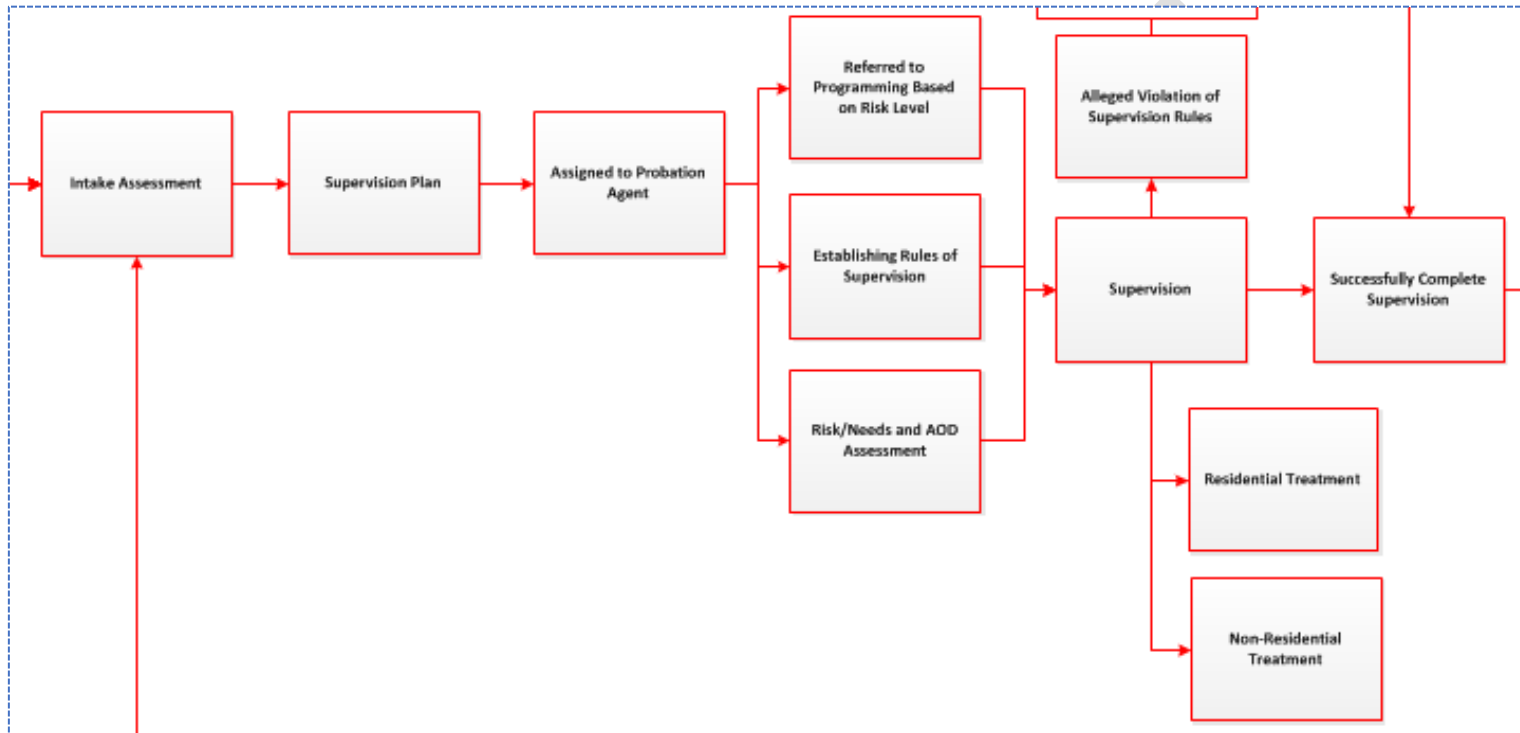 Intake Assessment
Supervision Plan
Assigned to Probation
Agent
Referred to
Programming Based
on Risk Level
Establishing Rules of
Supervision
Risk/Needs and AOD
Assessment
Alleged Violation of
Supervision Rules
Supervision
Successfully Complete
Supervision
Residential Treatment
Non-Residential
Treatment